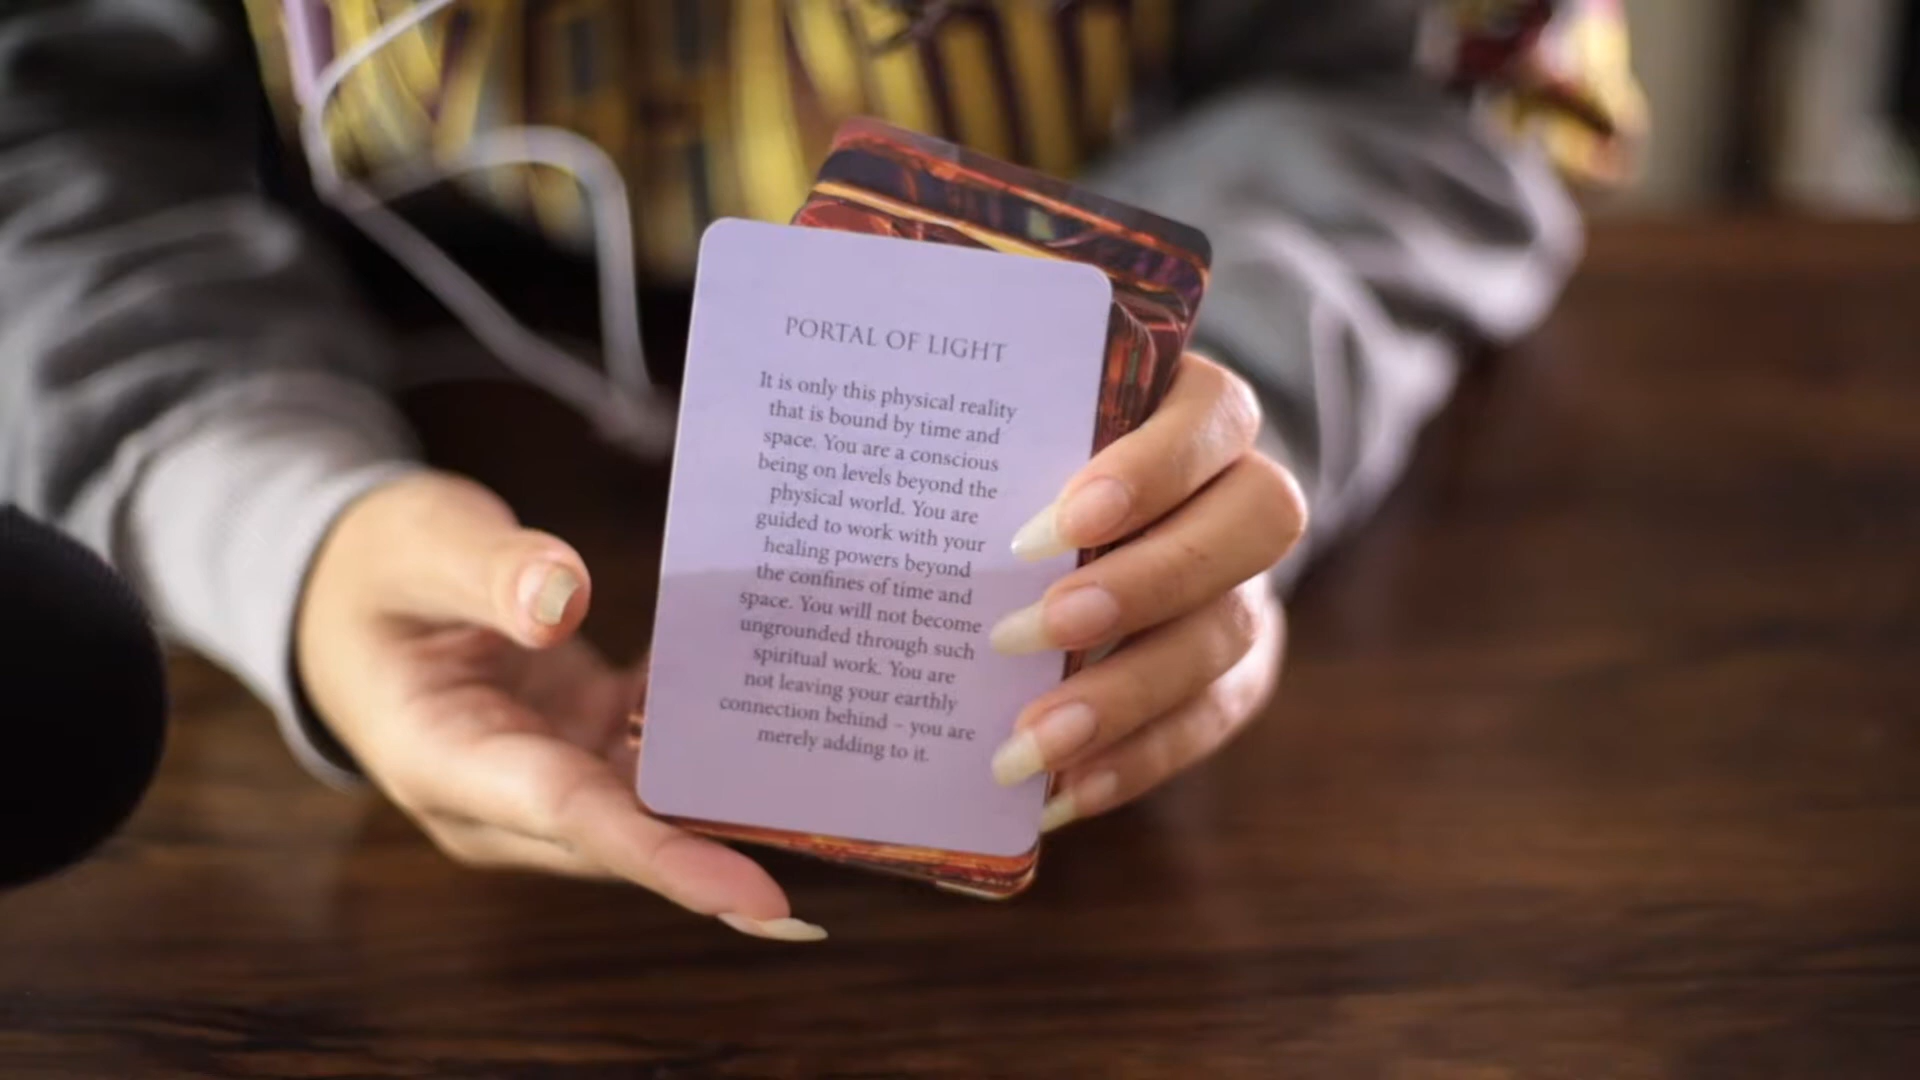 PORTAL OF LIGHT
It is only this physical reality
that is bound by time and
space. You are a conscious
being on levels beyond the
physical world. You are
guided to work with your
healing powers beyond
the confines of time and
space. You will not become
ungrounded through such
spiritual work. You are
not leaving your earthly
connection behind – you are
merely adding to it.